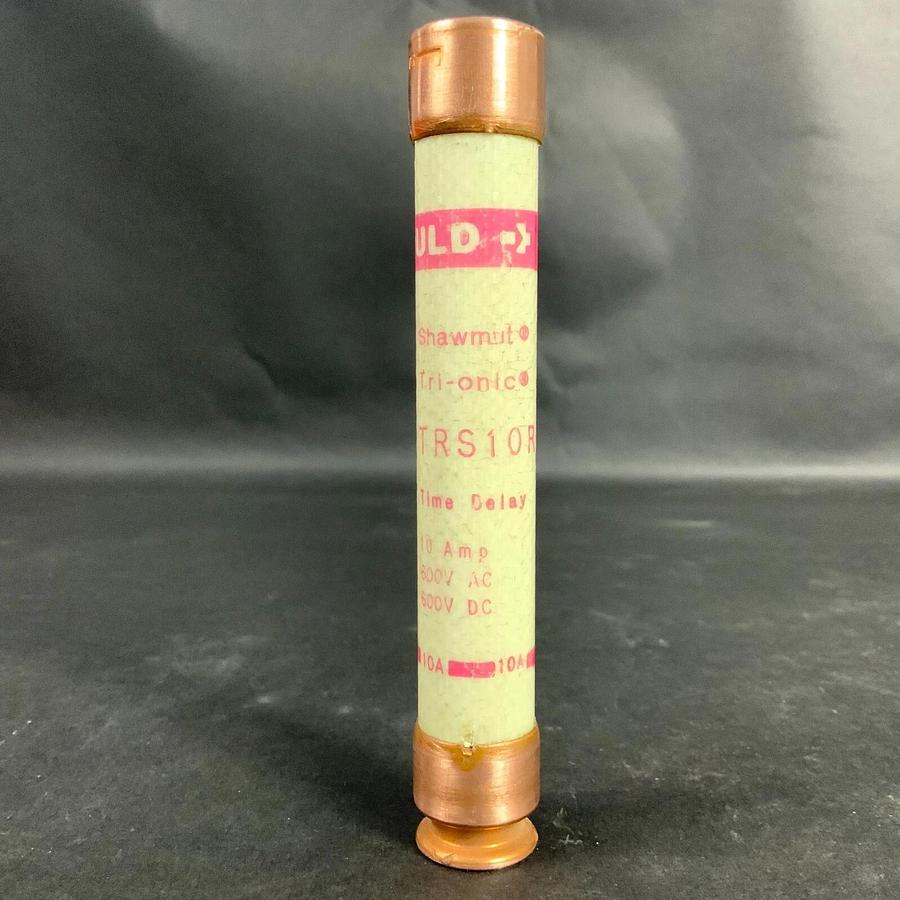 ULD
Shawmut®
Tri-onic®
TRS10R
Time Delay
10 Amp
600V AC
600V DC
10A 10A